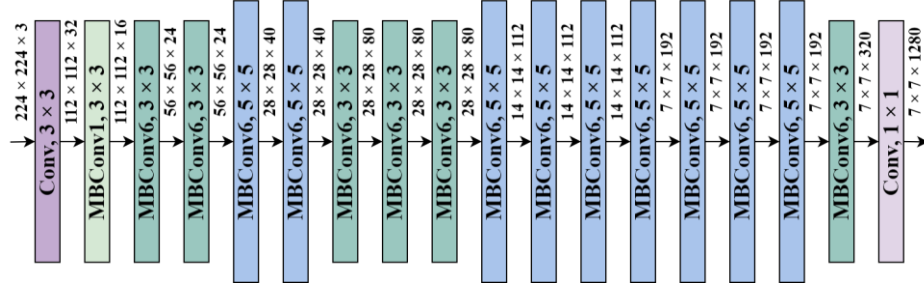 224 × 224 × 3
Conv, 3 × 3
112 × 112 × 32
MBConv1, 3 × 3
112 × 112 × 16
MBConv6, 3 × 3
56 × 56 × 24
MBConv6, 3 × 3
56 × 56 × 24
MBConv6, 5 × 5
28 × 28 × 40
MBConv6, 5 × 5
28 × 28 × 40
MBConv6, 3 × 3
28 × 28 × 80
MBConv6, 3 × 3
28 × 28 × 80
MBConv6, 3 × 3
28 × 28 × 80
MBConv6, 5 × 5
14 × 14 × 112
MBConv6, 5 × 5
14 × 14 × 112
MBConv6, 5 × 5
14 × 14 × 112
MBConv6, 5 × 5
7 × 7 × 192
MBConv6, 5 × 5
7 × 7 × 192
MBConv6, 5 × 5
7 × 7 × 192
MBConv6, 5 × 5
7 × 7 × 192
MBConv6, 3 × 3
7 × 7 × 320
Conv, 1 × 1
7 × 7 × 1280